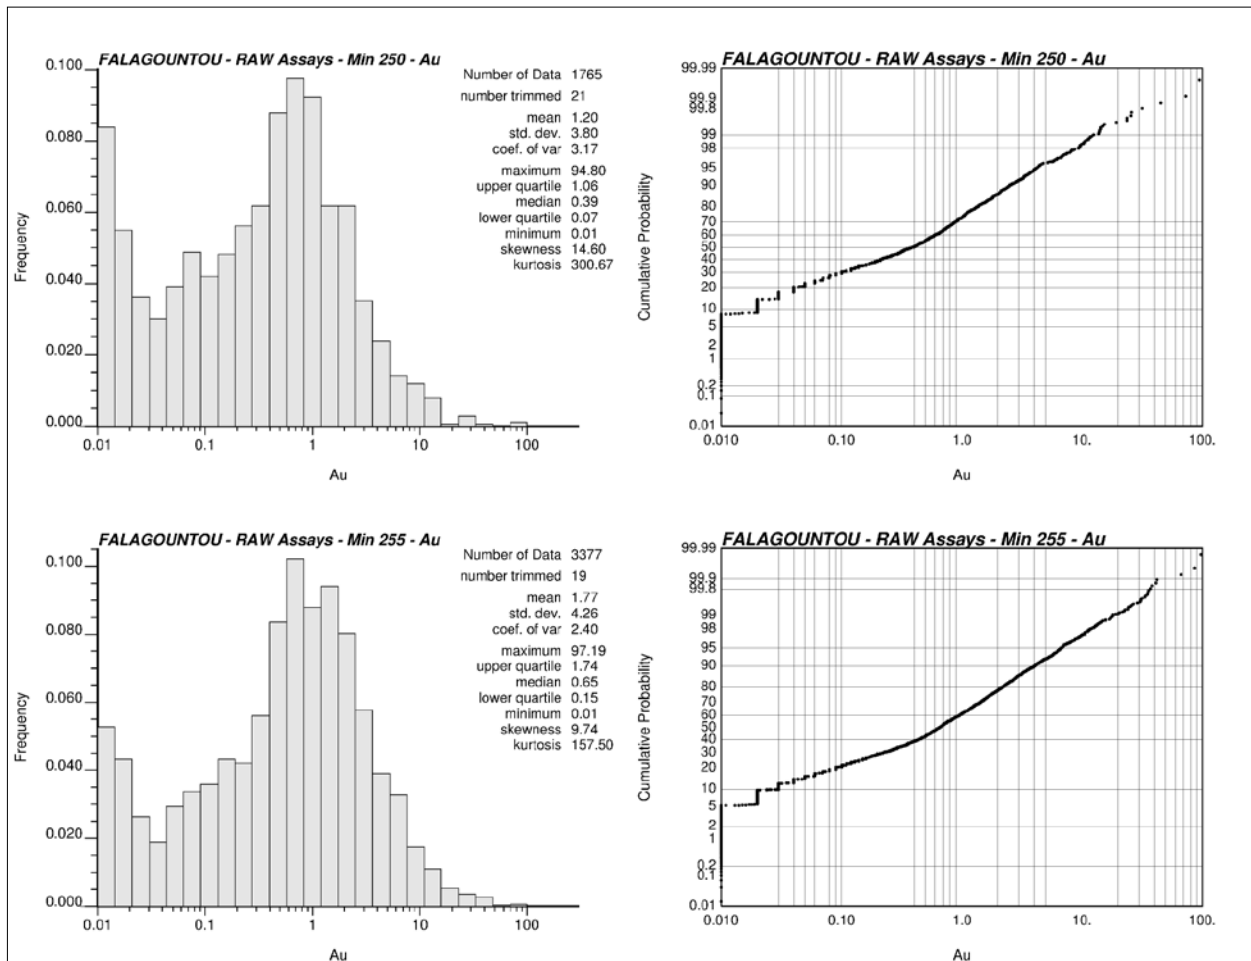 FALAGOUNTOU - RAW Assays - Min 250 - Au
Number of Data 1765
number trimmed 21
mean 1.20
std. dev. 3.80
coef. of var 3.17
maximum 94.80
upper quartile 1.06
median 0.39
lower quartile 0.07
minimum 0.01
skewness 14.60
kurtosis 300.67
Frequency
0.100
0.080
0.060
0.040
0.020
0.000
0.01 0.1 1 10 100
Au
FALAGOUNTOU - RAW Assays - Min 250 - Au
Cumulative Probability
99.99
99.9
99.8
99
98
95
90
80
70
60
50
40
30
20
10
5
2
1
0.2
0.1
0.01
0.010 0.10 1.0 10. 100.
Au
FALAGOUNTOU - RAW Assays - Min 255 - Au
Number of Data 3377
number trimmed 19
mean 1.77
std. dev. 4.26
coef. of var 2.40
maximum 97.19
upper quartile 1.74
median 0.65
lower quartile 0.15
minimum 0.01
skewness 9.74
kurtosis 157.50
Frequency
0.100
0.080
0.060
0.040
0.020
0.000
0.01 0.1 1 10 100
Au
FALAGOUNTOU - RAW Assays - Min 255 - Au
Cumulative Probability
99.99
99.9
99.8
99
98
95
90
80
70
60
50
40
30
20
10
5
2
1
0.2
0.1
0.01
0.010 0.10 1.0 10. 100.
Au